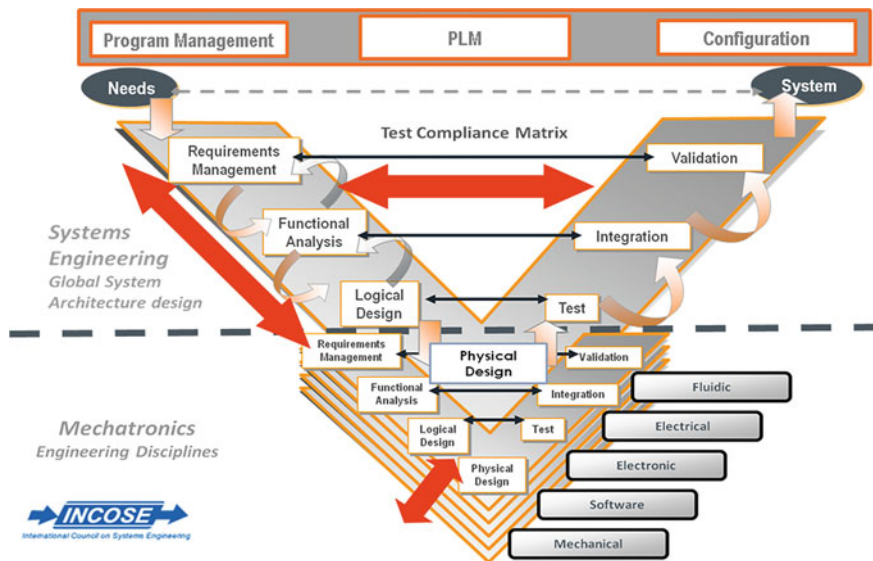 Program Management
PLM
Configuration
Needs
System
Test Compliance Matrix
Requirements
Management
Validation
Functional
Analysis
Integration
Systems
Engineering
Global System
Architecture design
Logical
Design
Test
Requirements
Management
Physical
Design
Validation
Functional
Analysis
Integration
Fluidic
Mechatronics
Engineering Disciplines
Logical
Design
Test
Electrical
Physical
Design
Electronic
Software
Mechanical
INCOSE
International Council on Systems Engineering